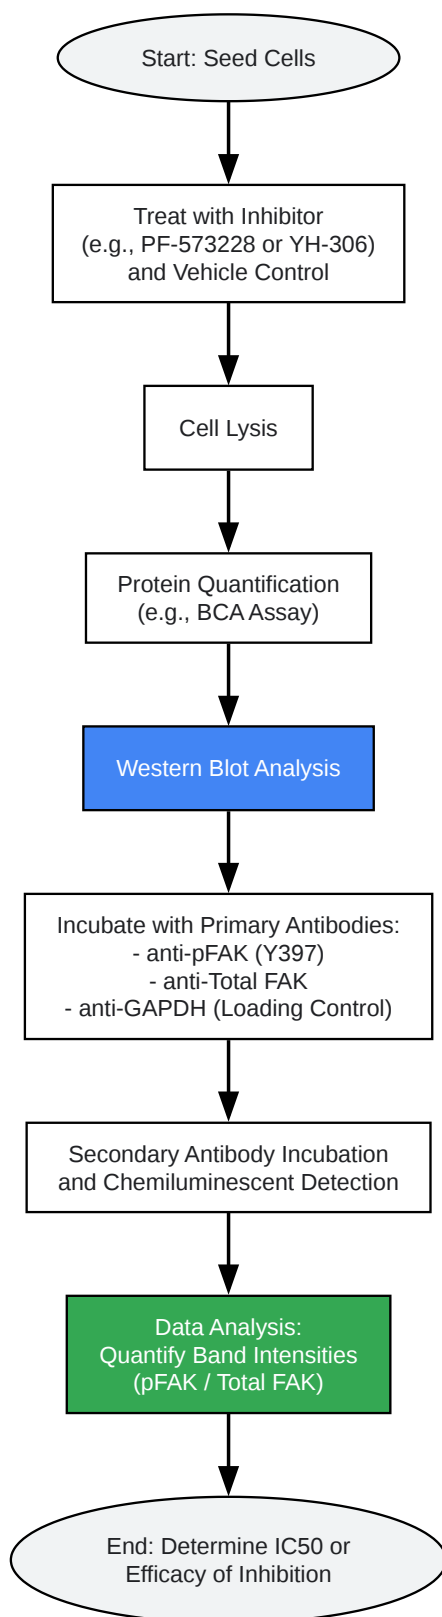 Start: Seed Cells
Treat with Inhibitor
(e.g., PF-573228 or YH-306)
and Vehicle Control
Cell Lysis
Protein Quantification
(e.g., BCA Assay)
Western Blot Analysis
Incubate with Primary Antibodies:
- anti-pFAK (Y397)
- anti-Total FAK
- anti-GAPDH (Loading Control)
Secondary Antibody Incubation
and Chemiluminescent Detection
Data Analysis:
Quantify Band Intensities
(pFAK / Total FAK)
End: Determine IC50 or
Efficacy of Inhibition